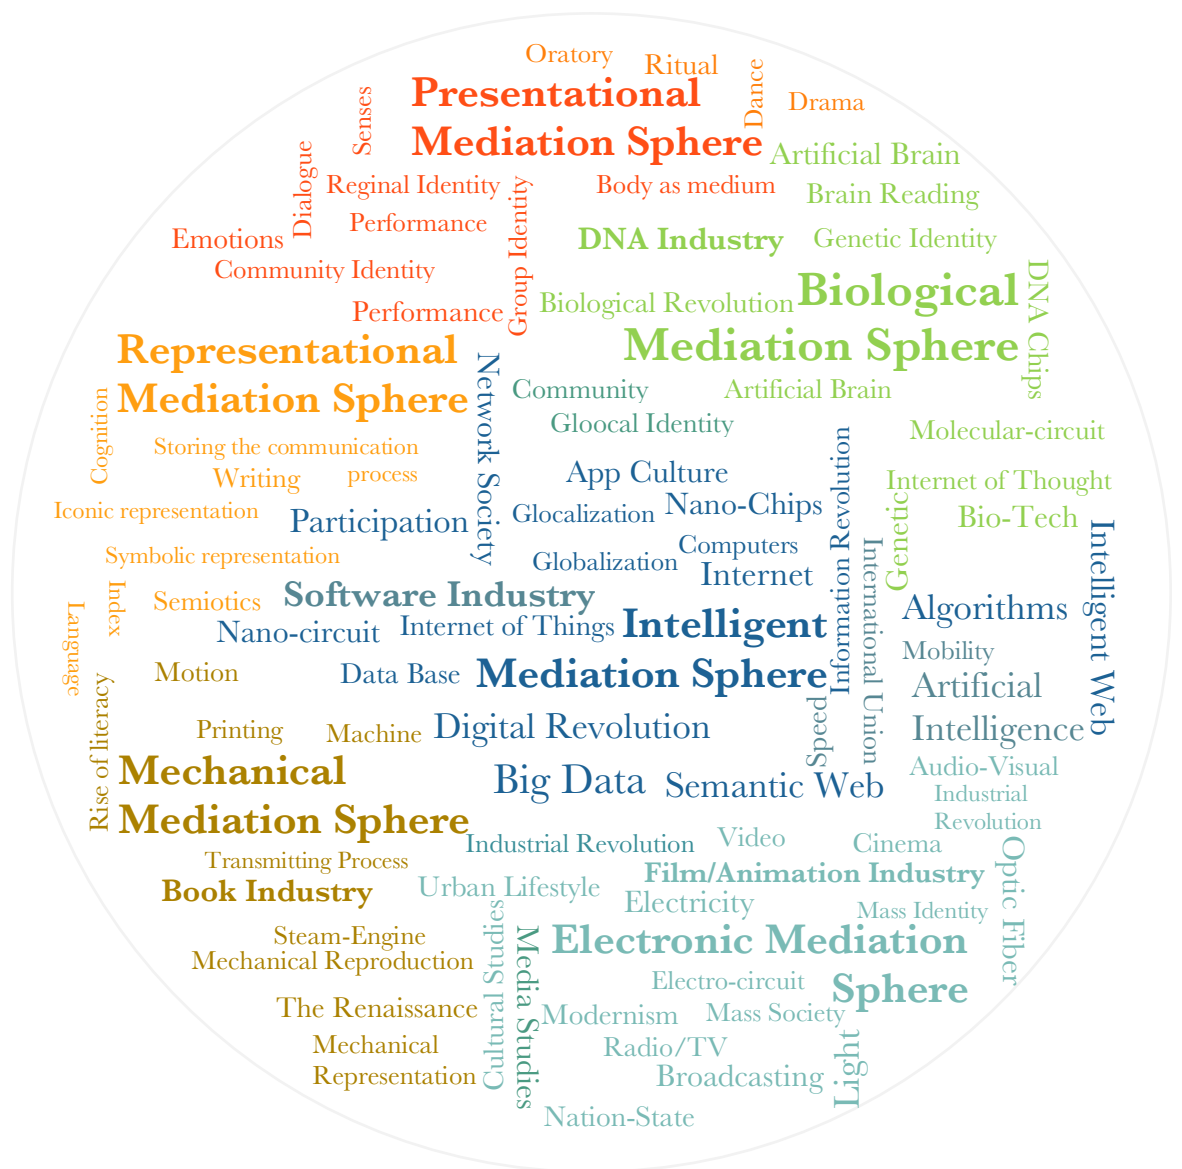 Oratory
Ritual
Dance
Drama
Senses
Presentational
Mediation Sphere
Artificial Brain
Dialogue
Reginal Identity
Body as medium
Brain Reading
Performance
Group Identity
Emotions
DNA Industry
Genetic Identity
Community Identity
DNA Chips
Biological Revolution
Biological
Mediation Sphere
Performance
Representational
Mediation Sphere
Network Society
Community
Artificial Brain
Cognition
Gloocal Identity
Molecular-circuit
Storing the communication
process
Writing
App Culture
Information Revolution
Internet of Thought
Iconic representation
Participation
Glocalization
Nano-Chips
Genetic
Bio-Tech
Intelligent Web
Symbolic representation
Globalization
Computers
Internet
International Union
Index
Language
Semiotics
Software Industry
Algorithms
Nano-circuit
Internet of Things
Intelligent
Mediation Sphere
Mobility
Motion
Data Base
Artificial
Intelligence
Rise of literacy
Speed
Printing
Machine
Digital Revolution
Mechanical
Mediation Sphere
Big Data
Semantic Web
Audio-Visual
Industrial
Revolution
Industrial Revolution
Video
Cinema
Optic Fiber
Transmitting Process
Book Industry
Urban Lifestyle
Film/Animation Industry
Electricity
Mass Identity
Cultural Studies
Media Studies
Steam-Engine
Mechanical Reproduction
Electronic Mediation
Sphere
Electro-circuit
The Renaissance
Modernism
Mass Society
Light
Mechanical
Representation
Radio/TV
Broadcasting
Nation-State